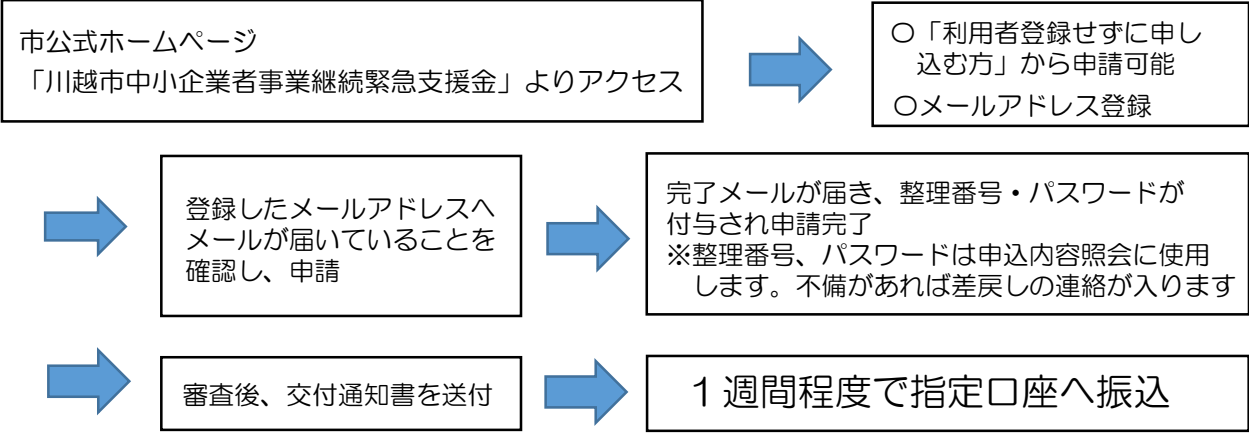 市公式ホームページ
「川越市中小企業者事業継続緊急支援金」よりアクセス
〇「利用者登録せずに申し
込む方」から申請可能
〇メールアドレス登録
登録したメールアドレスへ
メールが届いていることを
確認し、申請
完了メールが届き、整理番号・パスワードが
付与され申請完了
※整理番号、パスワードは申込内容照会に使用
します。不備があれば差戻しの連絡が入ります
審査後、交付通知書を送付
１週間程度で指定口座へ振込